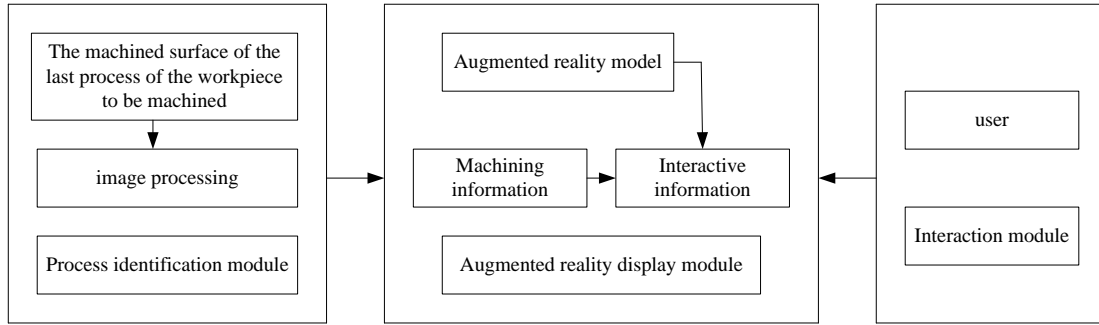 The machined surface of the
last process of the workpiece
to be machined
image processing
Process identification module
Augmented reality model
Machining
information
Interactive
information
Augmented reality display module
user
Interaction module